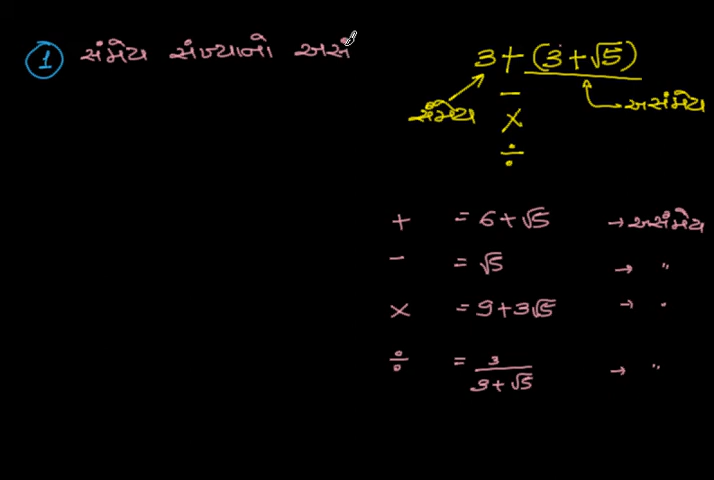 ① સંમેય સંખ્યાનો અસં
3 + (3 + √5)
સંમેય
અસંમેય
−
×
÷
+ = 6 + √5 → અસંમેય
− = √5 → "
× = 9 + 3√5 → "
÷ = 3 / (3 + √5) → "